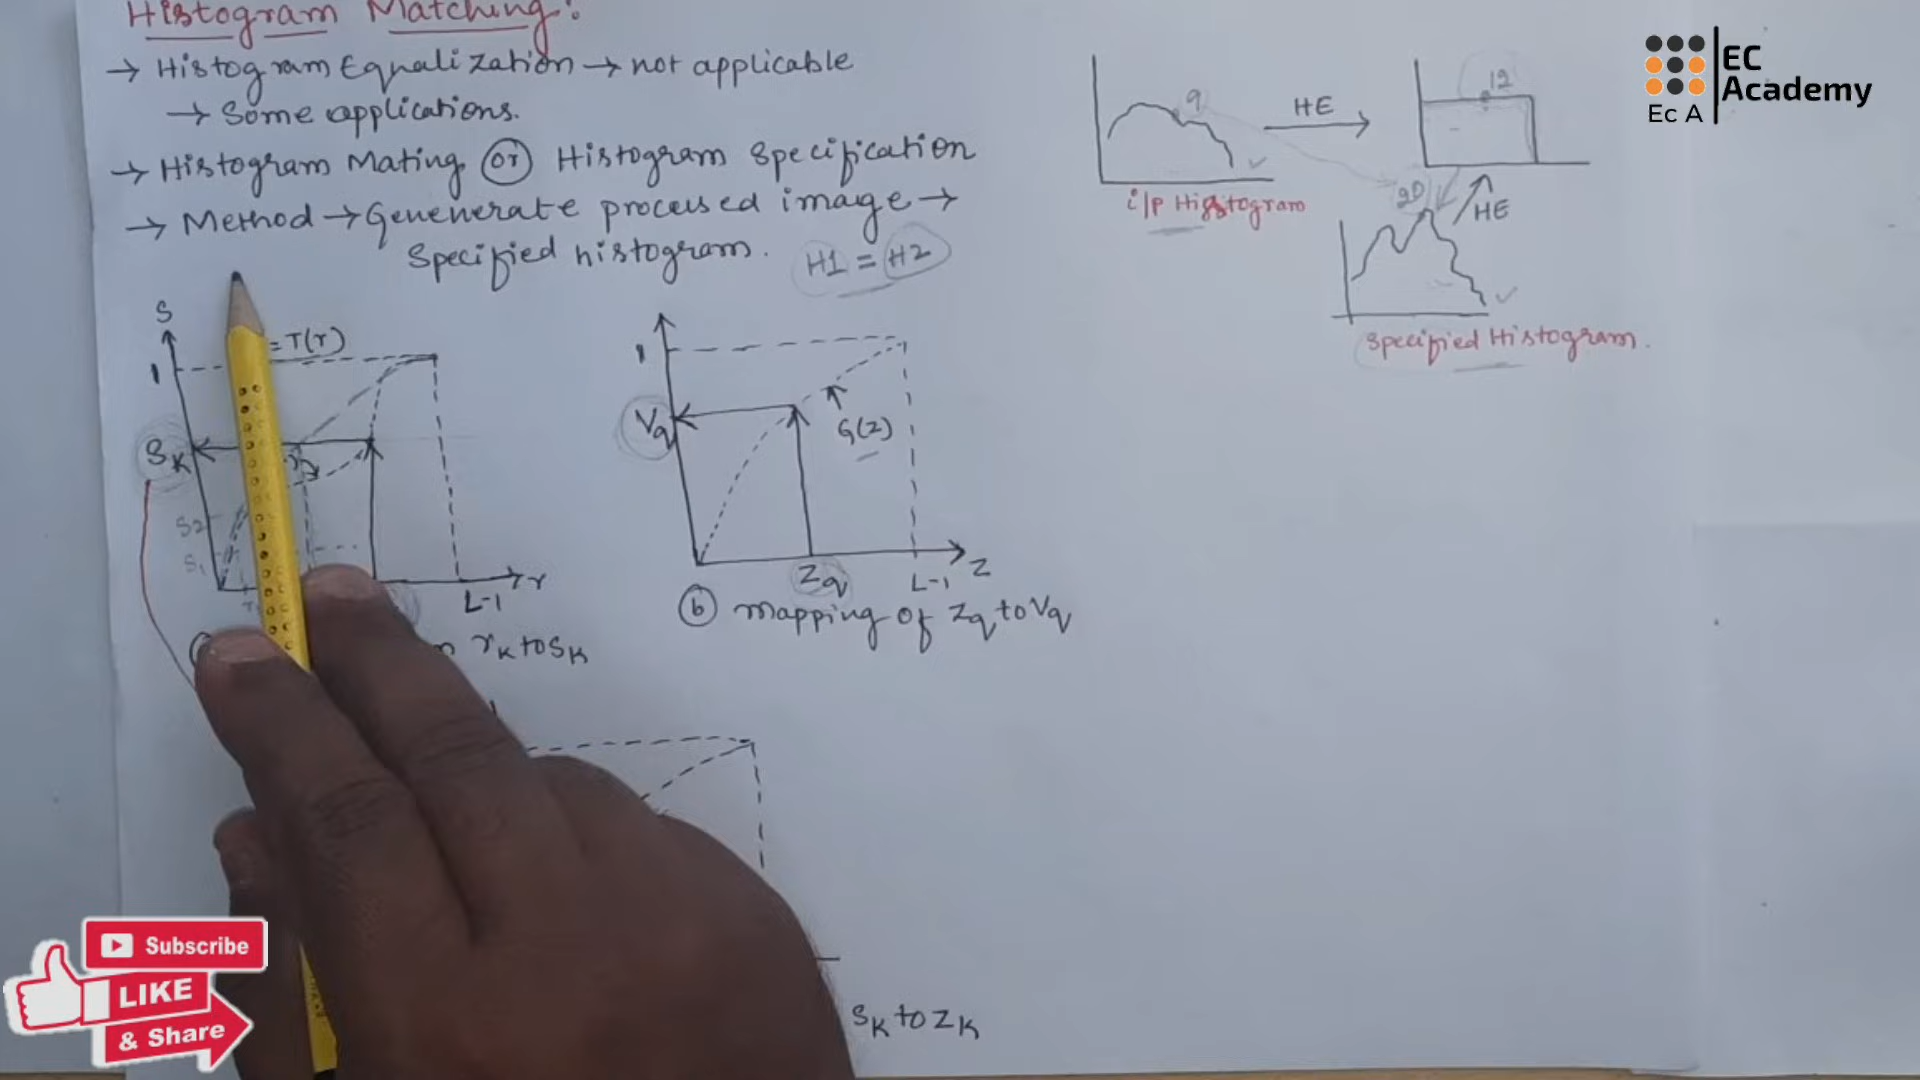 Histogram Matching:
→ Histogram Equalization → not applicable
→ Some applications.
→ Histogram Mating or Histogram Specification
→ Method → Genenerate processed image →
Specified histogram.
H1 = H2
S
= T(r)
1
SK
S2
S1
L-1
r
rK to SK
1
Vq
G(z)
Zq
L-1
Z
b mapping of Zq to Vq
SK to ZK
9
HE
12
i/p Histogram
20
HE
Specified Histogram.
EC
Academy
Ec A
Subscribe
LIKE
& Share